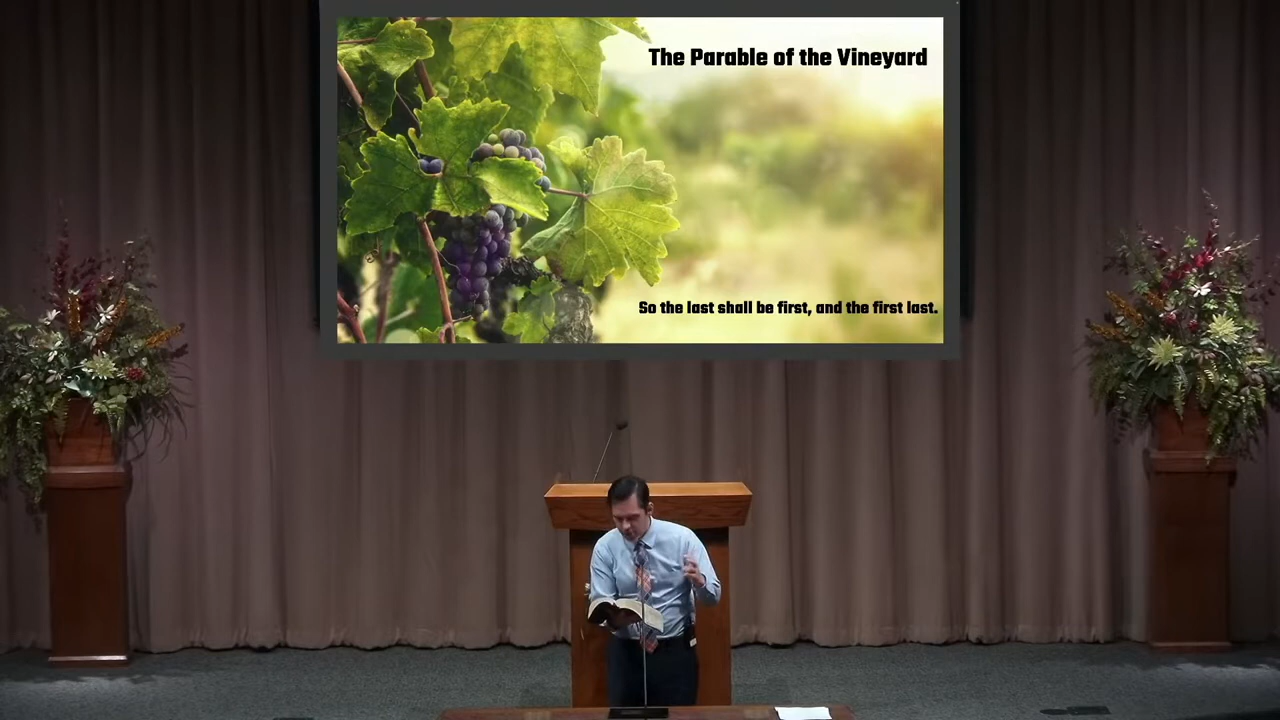 The Parable of the Vineyard
So the last shall be first, and the first last.